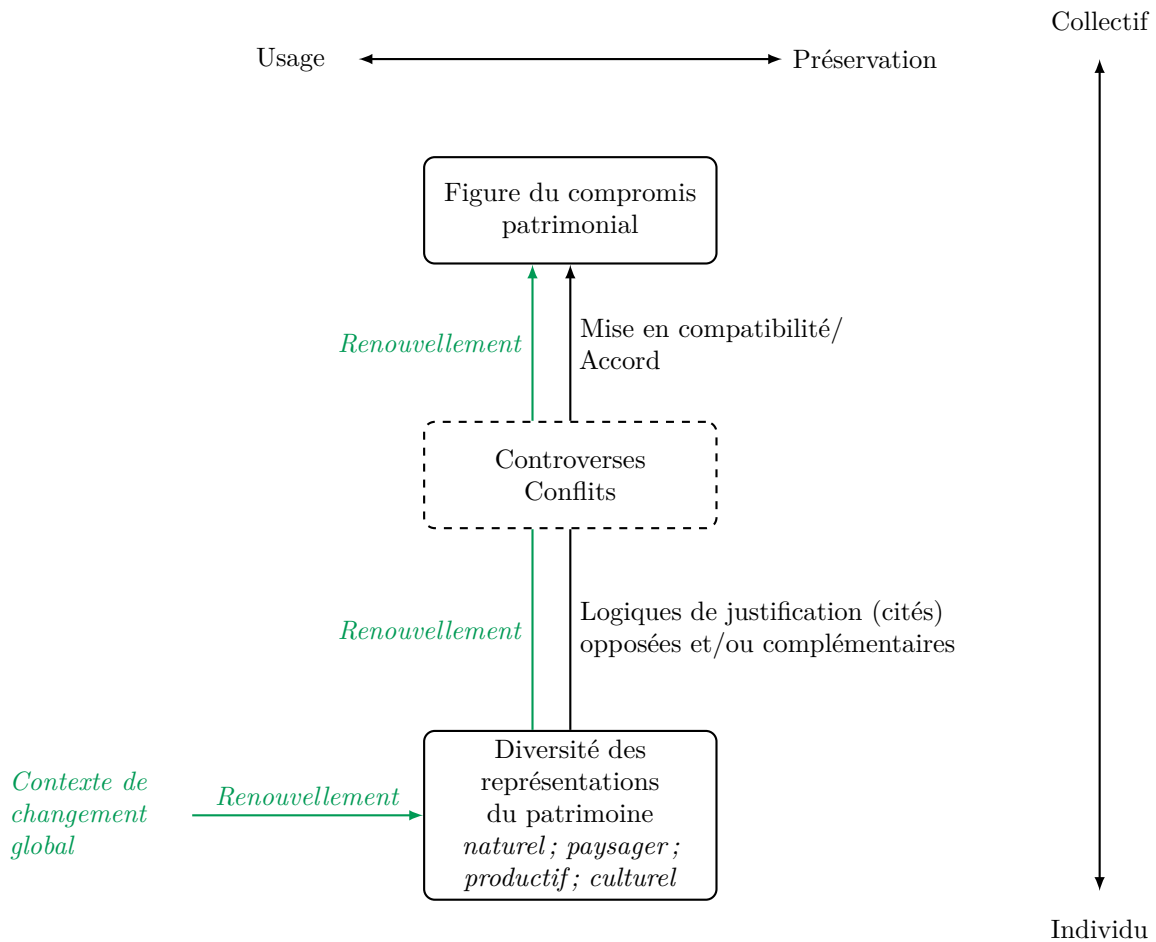 Collectif
Usage
Préservation
Figure du compromis
patrimonial
Renouvellement
Mise en compatibilité/
Accord
Controverses
Conflits
Renouvellement
Logiques de justification (cités)
opposées et/ou complémentaires
Contexte de
changement
global
Renouvellement
Diversité des
représentations
du patrimoine
naturel ; paysager ;
productif ; culturel
Individu